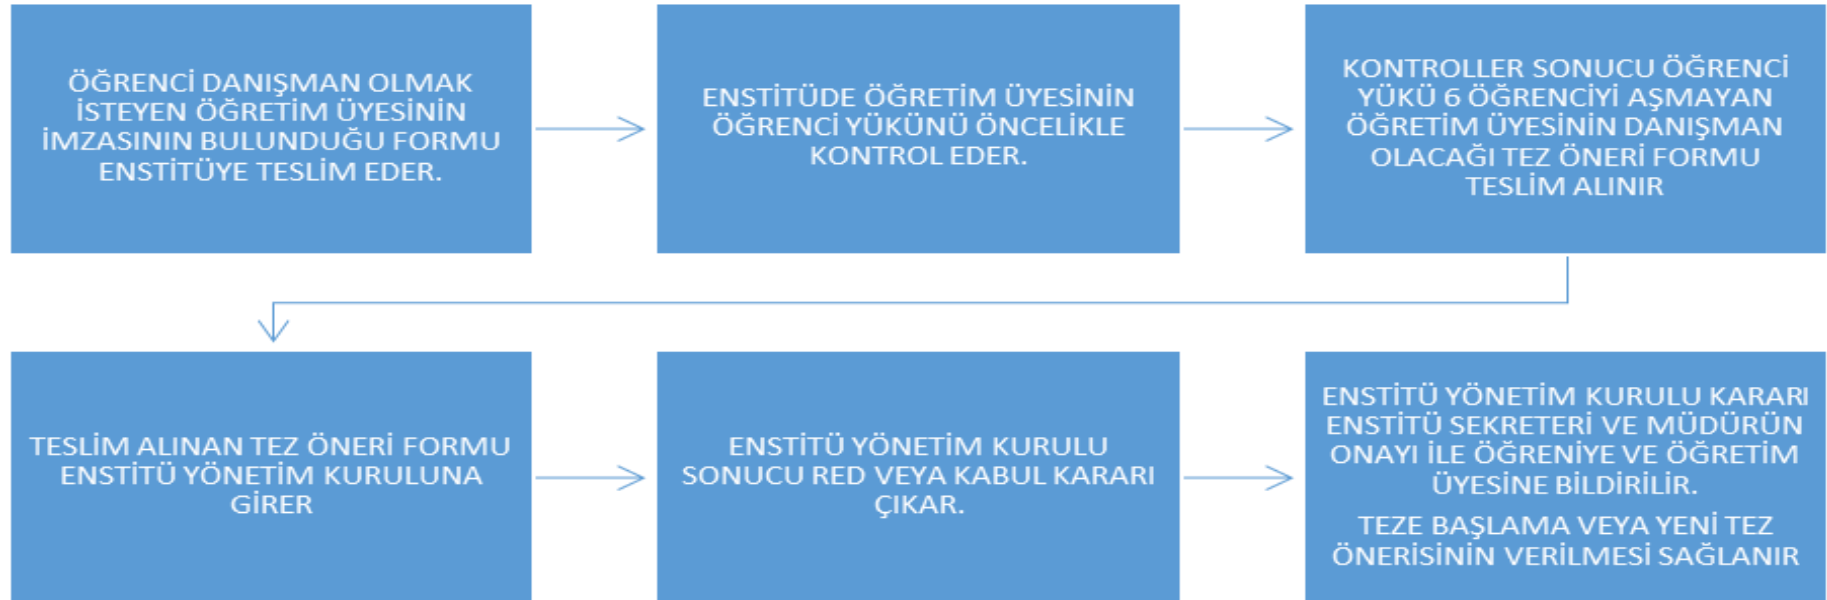 ÖĞRENCİ DANIŞMAN OLMAK
İSTEYEN ÖĞRETİM ÜYESİNİN
İMZASININ BULUNDUĞU FORMU
ENSTİTÜYE TESLİM EDER.
ENSTİTÜDE ÖĞRETİM ÜYESİNİN
ÖĞRENCİ YÜKÜNÜ ÖNCELİKLE
KONTROL EDER.
KONTROLLER SONUCU ÖĞRENCİ
YÜKÜ 6 ÖĞRENCİYİ AŞMAYAN
ÖĞRETİM ÜYESİNİN DANIŞMAN
OLACAĞI TEZ ÖNERİ FORMU
TESLİM ALINIR
TESLİM ALINAN TEZ ÖNERİ FORMU
ENSTİTÜ YÖNETİM KURULUNA
GİRER
ENSTİTÜ YÖNETİM KURULU
SONUCU RED VEYA KABUL KARARI
ÇIKAR.
ENSTİTÜ YÖNETİM KURULU KARARI
ENSTİTÜ SEKRETERİ VE MÜDÜRÜN
ONAYI İLE ÖĞRENİYE VE ÖĞRETİM
ÜYESİNE BİLDİRİLİR.
TEZE BAŞLAMA VEYA YENİ TEZ
ÖNERİSİNİN VERİLMESİ SAĞLANIR